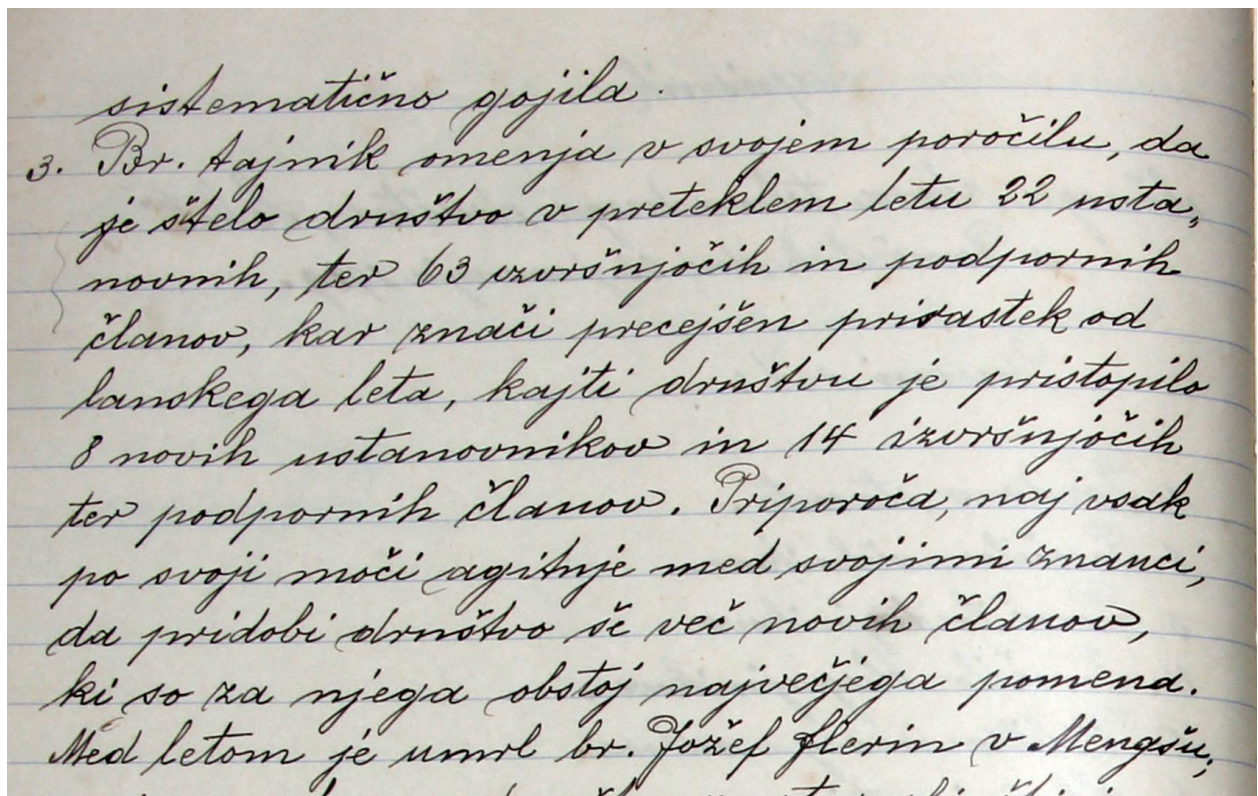 sistematično gojila.
3. Br. tajnik omenja v svojem poročilu, da
je štelo društvo v preteklem letu 22 usta„
novnih, ter 63 izvršnjočih in podpornih
članov, kar znači precejšen prirastek od
lanskega leta, kajti društvu je pristopilo
8 novih ustanovnikov in 14 izvršnjočih
ter podpornih članov. Priporoča, naj vsak
po svoji moči agituje med svojimi znanci,
da pridobi društvo še več novih članov,
ki so za njega obstoj največjega pomena.
Med letom je umrl br. Jožef Flerin v Mengšu,